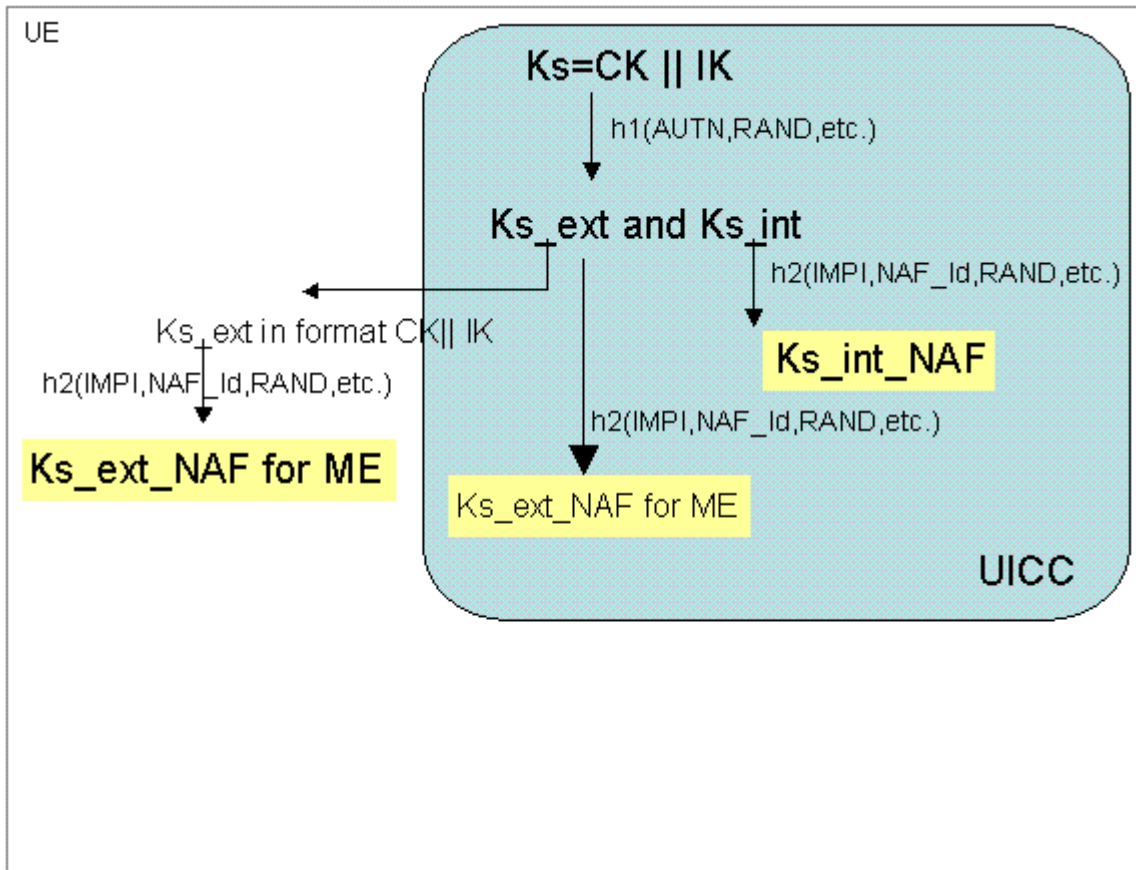 UE
Ks=CK || IK
h1(AUTN,RAND,etc.)
Ks_ext and Ks_int
h2(IMPI,NAF_Id,RAND,etc.)
Ks_ext in format CK|| IK
Ks_int_NAF
h2(IMPI,NAF_Id,RAND,etc.)
h2(IMPI,NAF_Id,RAND,etc.)
Ks_ext_NAF for ME
Ks_ext_NAF for ME
UICC